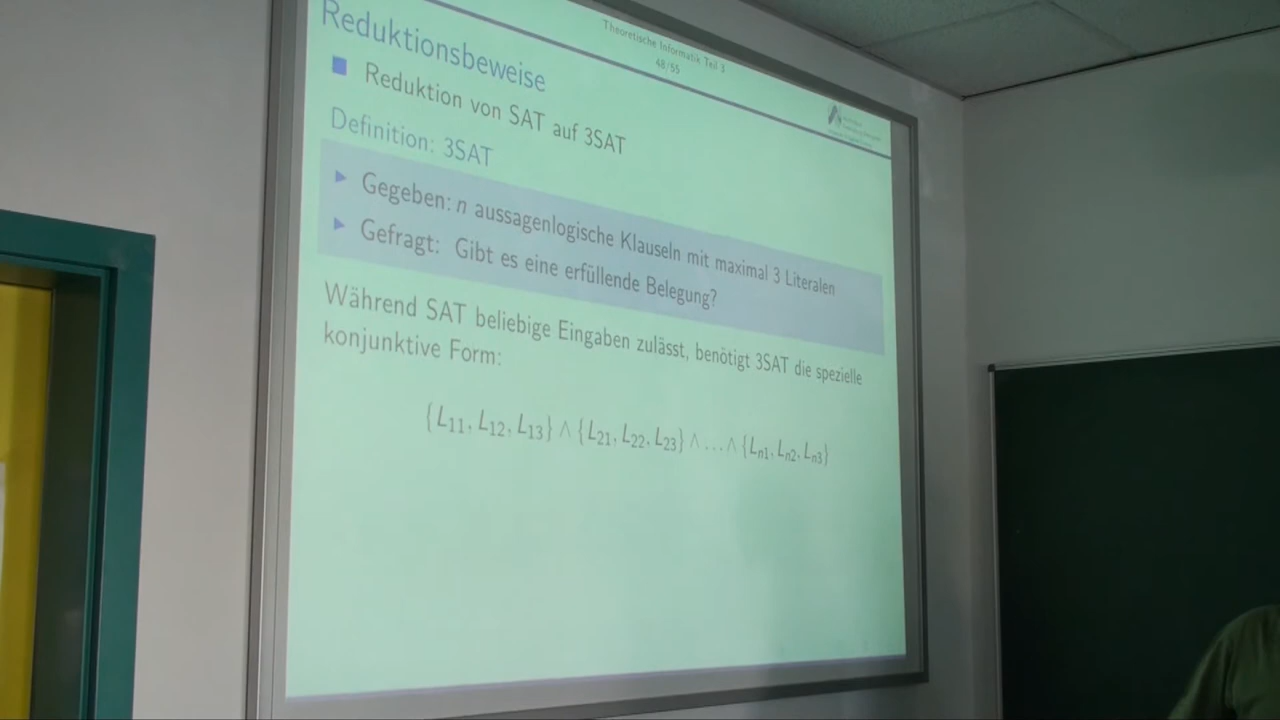 Theoretische Informatik Teil 3
48/55
Reduktionsbeweise
■ Reduktion von SAT auf 3SAT
Definition: 3SAT
▶ Gegeben: n aussagenlogische Klauseln mit maximal 3 Literalen
▶ Gefragt: Gibt es eine erfüllende Belegung?
Während SAT beliebige Eingaben zulässt, benötigt 3SAT die spezielle
konjunktive Form:
{L₁₁, L₁₂, L₁₃} ∧ {L₂₁, L₂₂, L₂₃} ∧ … ∧ {Lₙ₁, Lₙ₂, Lₙ₃}